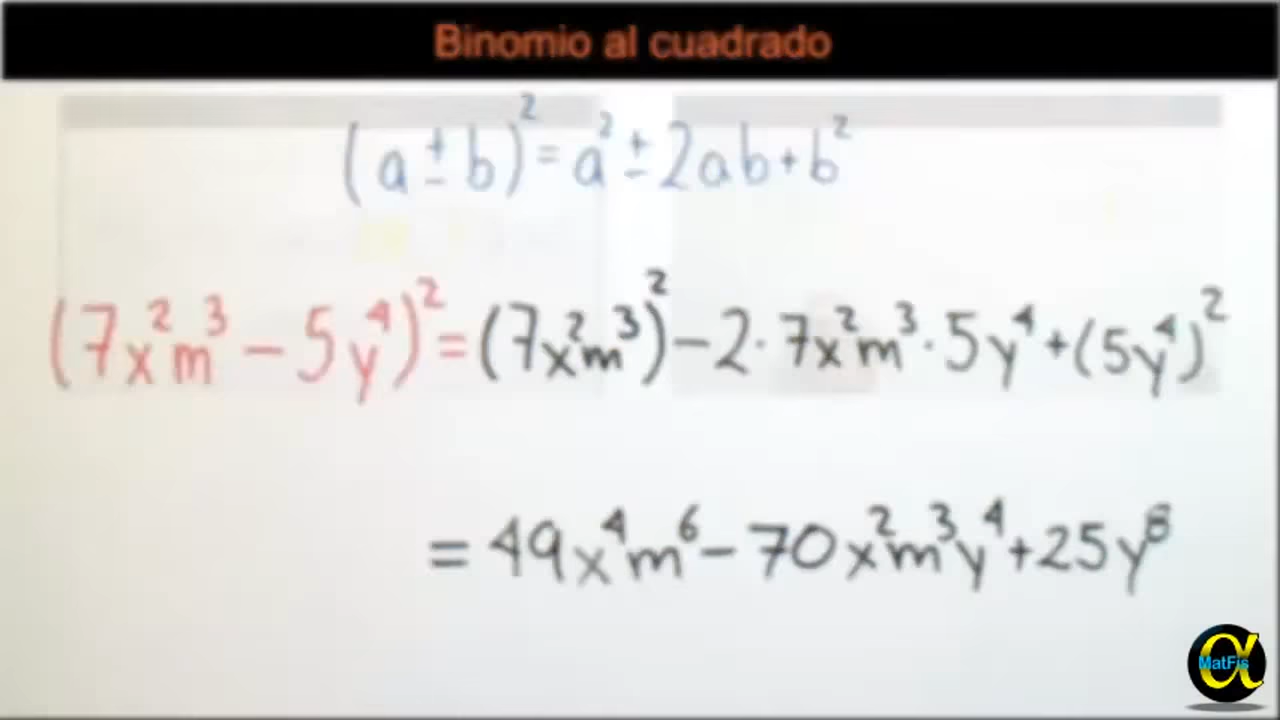 Binomio al cuadrado
(a ± b)² = a² ± 2ab + b²
(7x²m³ − 5y⁴)² = (7x²m³)² − 2·7x²m³·5y⁴ + (5y⁴)²
= 49x⁴m⁶ − 70x²m³y⁴ + 25y⁸
α
MatFis